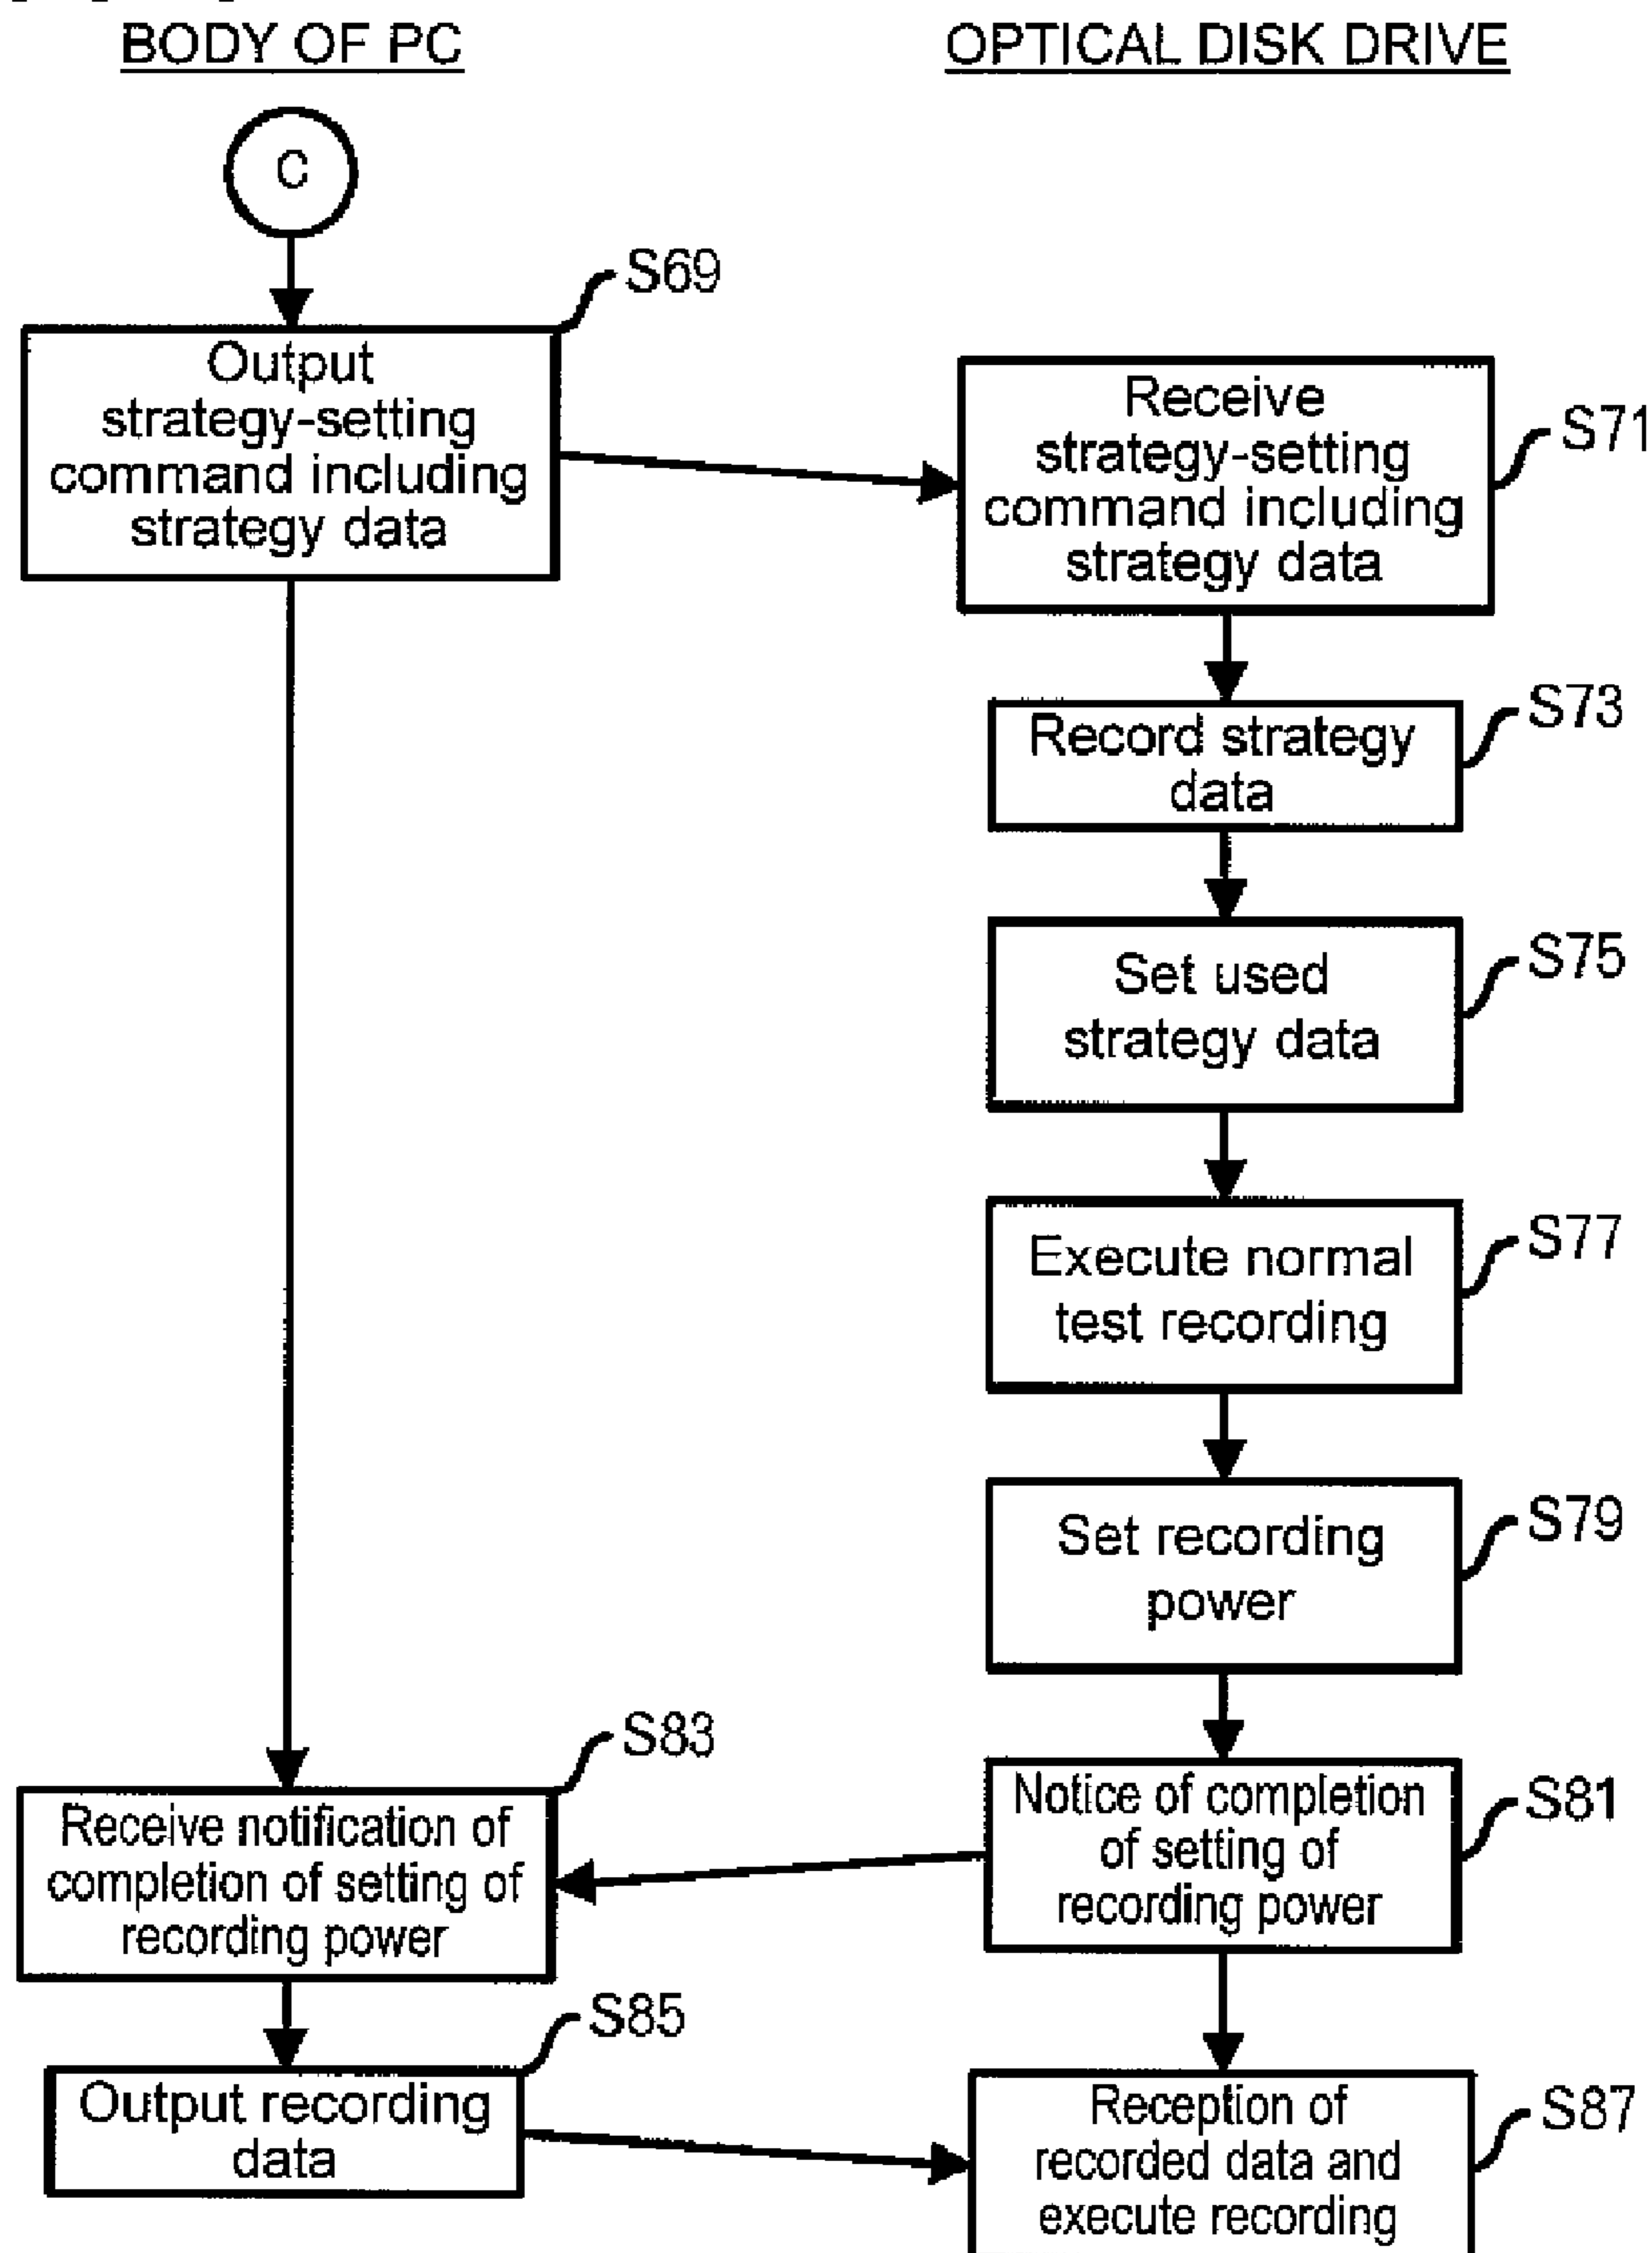 BODY OF PC
OPTICAL DISK DRIVE
C
S69
Output
strategy-setting
command including
strategy data
Receive
strategy-setting
command including
strategy data
S71
S73
Record strategy
data
S75
Set used
strategy data
S77
Execute normal
test recording
S79
Set recording
power
S83
Receive notification of
completion of setting of
recording power
Notice of completion
of setting of
recording power
S81
S85
Output recording
data
Reception of
recorded data and
execute recording
S87